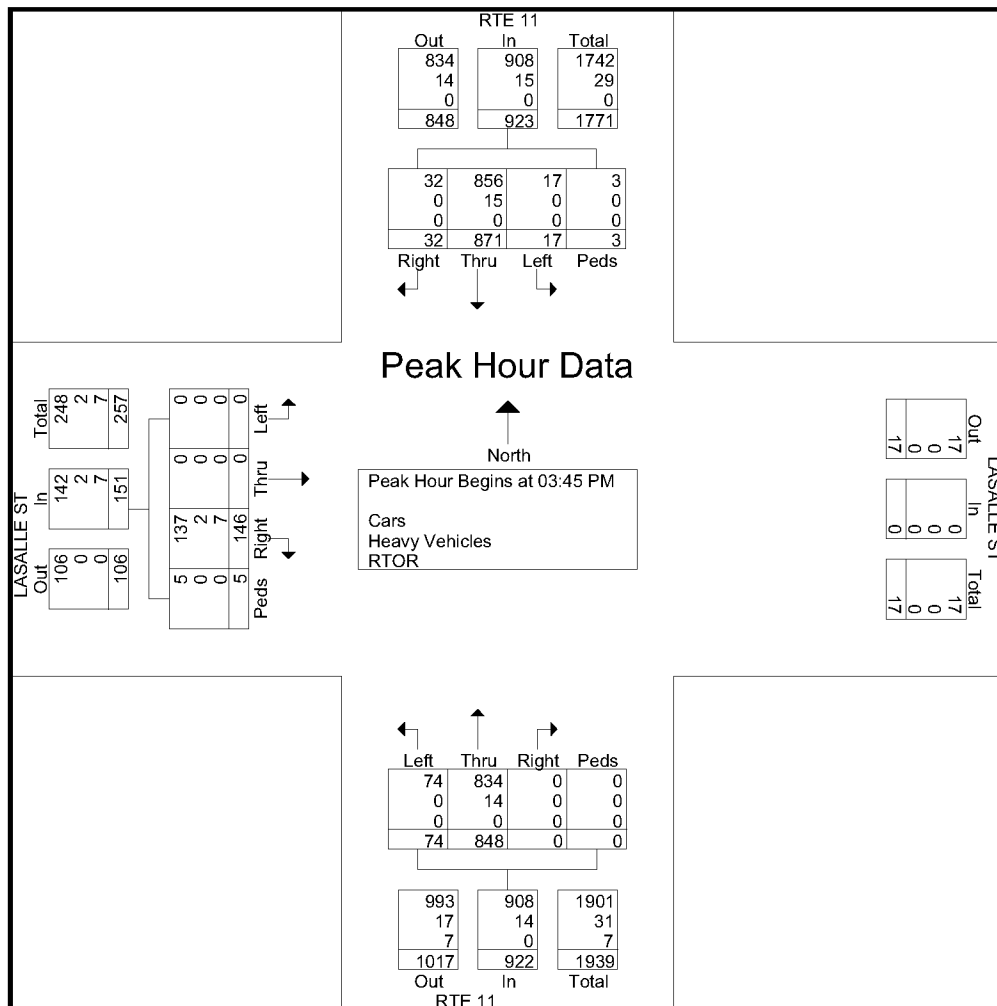 RTE 11
Out In Total
834 908 1742
14 15 29
0 0 0
848 923 1771
32 856 17 3
0 15 0 0
0 0 0 0
32 871 17 3
Right Thru Left Peds
Peak Hour Data
North
Peak Hour Begins at 03:45 PM
Cars
Heavy Vehicles
RTOR
LASALLE ST
Out In Total
106 142 248
0 2 2
0 7 7
106 151 257
Peds Right Thru Left
5 137 0 0
0 2 0 0
0 7 0 0
5 146 0 0
LASALLE ST
Out In Total
17 0 17
0 0 0
0 0 0
17 0 17
Left Thru Right Peds
74 834 0 0
0 14 0 0
0 0 0 0
74 848 0 0
993 908 1901
17 14 31
7 0 7
1017 922 1939
Out In Total
RTE 11